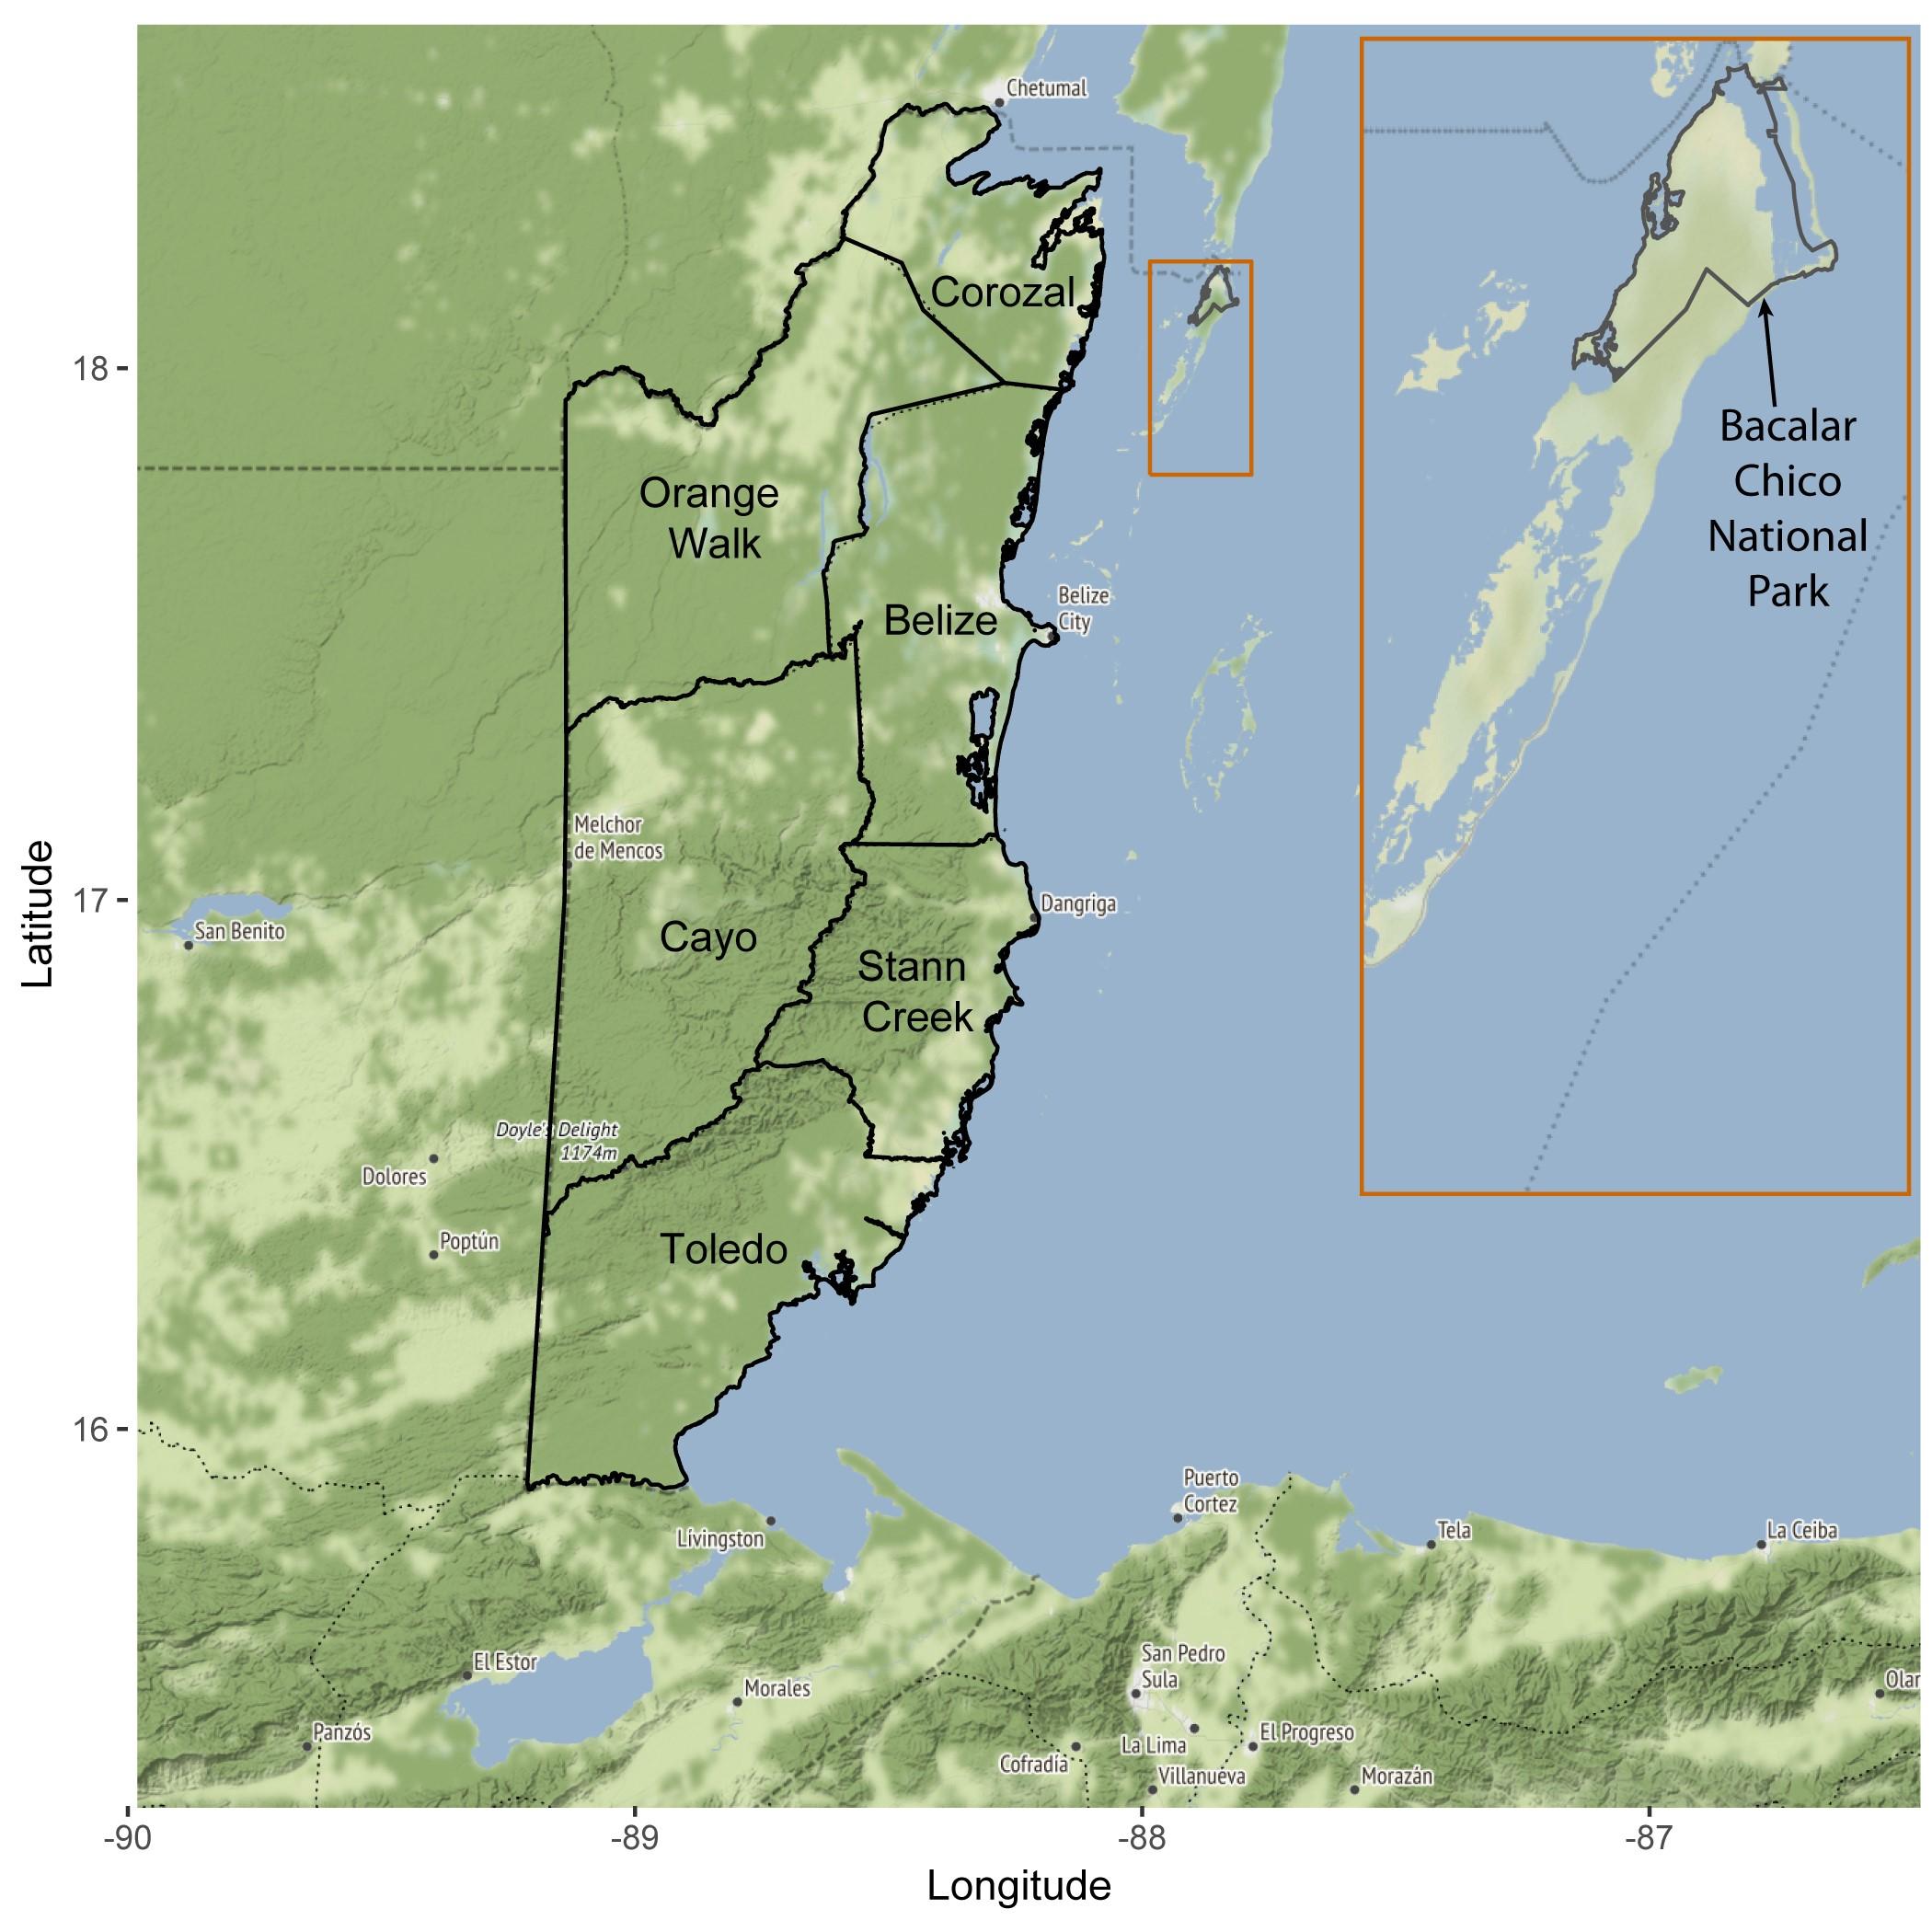 Chetumal
Corozal
18
Orange
Walk
Bacalar
Chico
National
Park
Belize
City
Belize
Melchor
de Mencos
17
San Benito
Dangriga
Cayo
Stann
Creek
Latitude
Doyle's Delight
1174m
Dolores
Poptún
Toledo
16
Puerto
Cortez
Lívingston
Tela
La Ceiba
San Pedro
Sula
El Estor
Morales
Olan
Panzós
La Lima
El Progreso
Cofradía
Villanueva
Morazán
-90
-89
-88
-87
Longitude